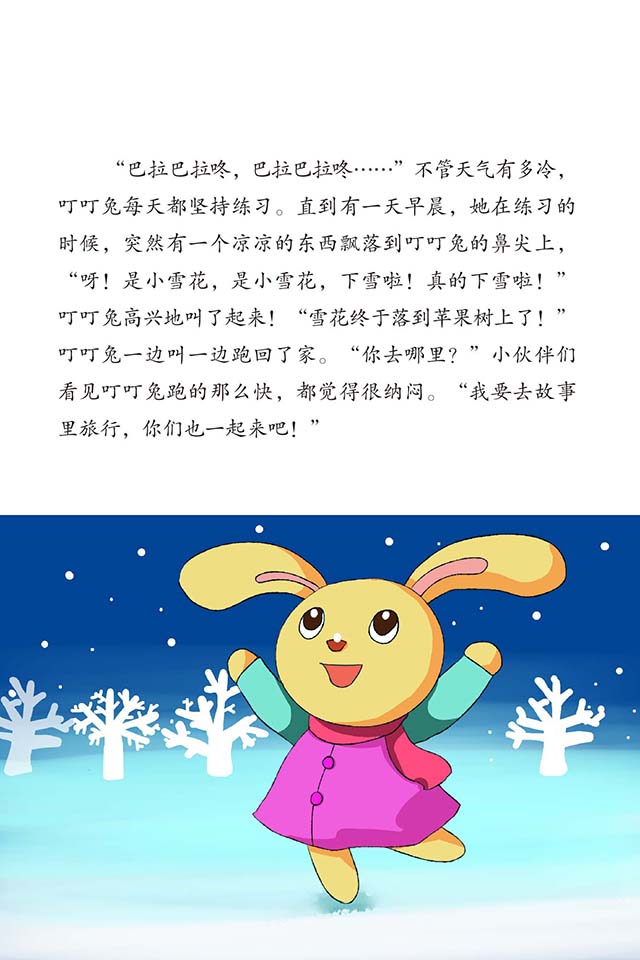 “巴拉巴拉咚，巴拉巴拉咚……”不管天气有多冷，
叮叮兔每天都坚持练习。直到有一天早晨，她在练习的
时候，突然有一个凉凉的东西飘落到叮叮兔的鼻尖上，
“呀！是小雪花，是小雪花，下雪啦！真的下雪啦！”
叮叮兔高兴地叫了起来！“雪花终于落到苹果树上了！”
叮叮兔一边叫一边跑回了家。“你去哪里？”小伙伴们
看见叮叮兔跑的那么快，都觉得很纳闷。“我要去故事
里旅行，你们也一起来吧！”